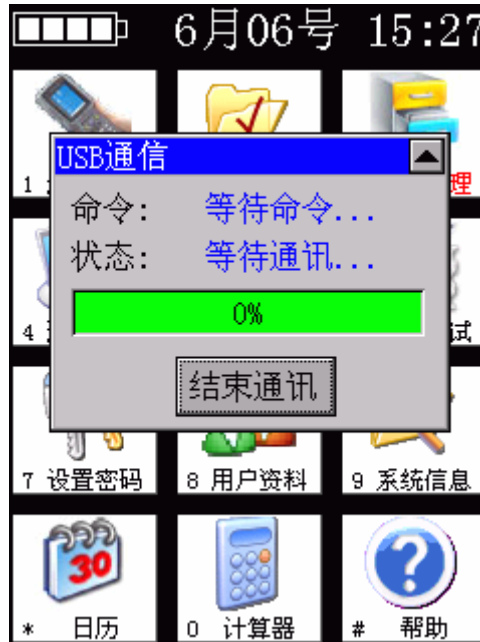 6月06号 15:27
USB通信
1 理
命令: 等待命令...
状态: 等待通讯...
0%
4 试
结束通讯
7 设置密码 8 用户资料 9 系统信息
30
* 日历 0 计算器 # 帮助